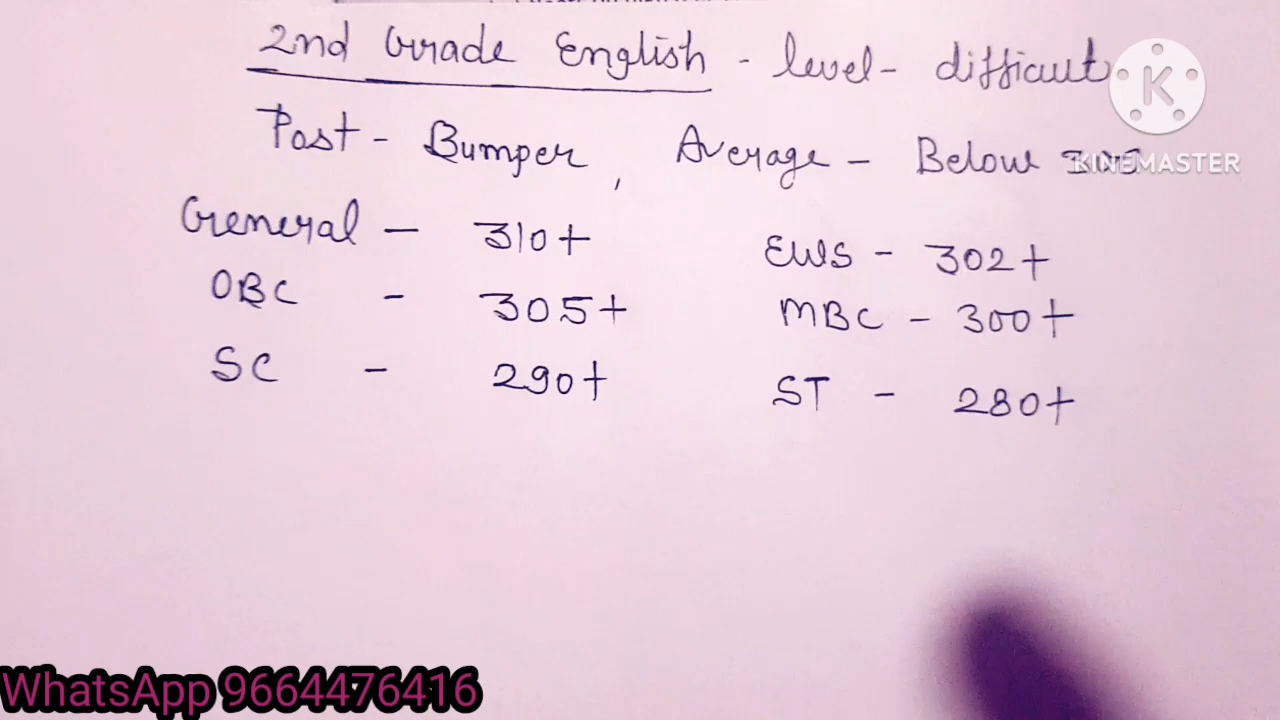 2nd Grade English - level - difficult
Post - Bumper, Average - Below
KINEMASTER
General - 310+ EWS - 302+
OBC - 305+ MBC - 300+
SC - 290+ ST - 280+
WhatsApp 9664476416